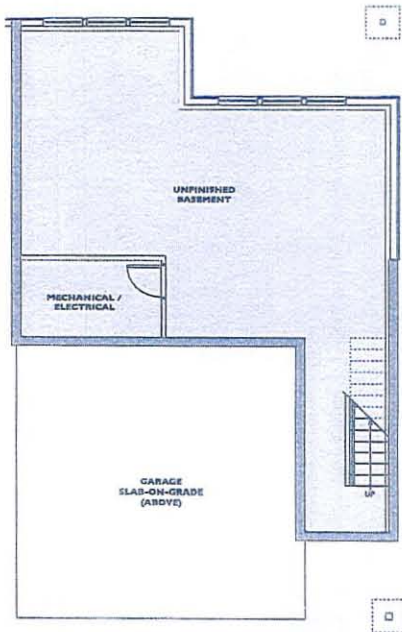 UNFINISHED
BASEMENT
MECHANICAL /
ELECTRICAL
GARAGE
SLAB-ON-GRADE
(ABOVE)
UP